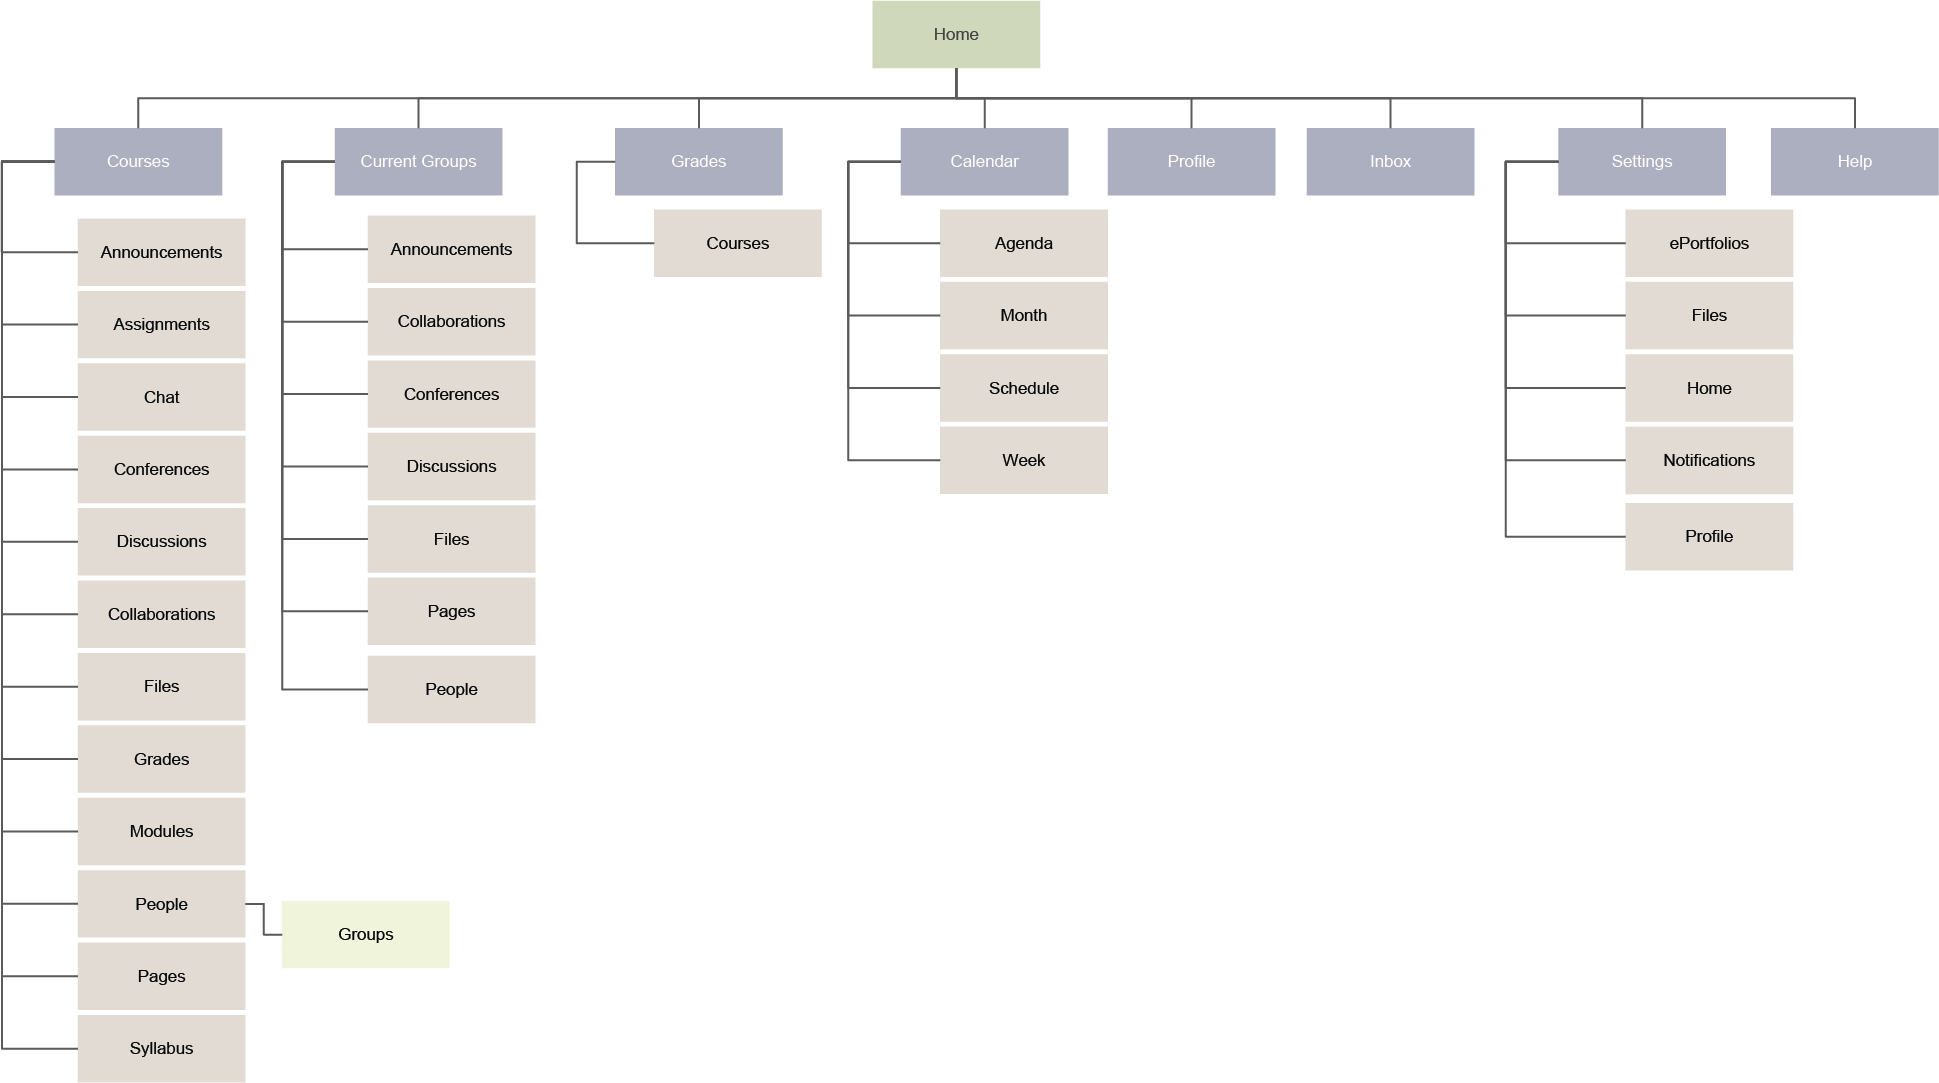 Home
Courses
Current Groups
Grades
Calendar
Profile
Inbox
Settings
Help
Announcements
Assignments
Chat
Conferences
Discussions
Collaborations
Files
Grades
Modules
People
Groups
Pages
Syllabus
Announcements
Collaborations
Conferences
Discussions
Files
Pages
People
Courses
Agenda
Month
Schedule
Week
ePortfolios
Files
Home
Notifications
Profile